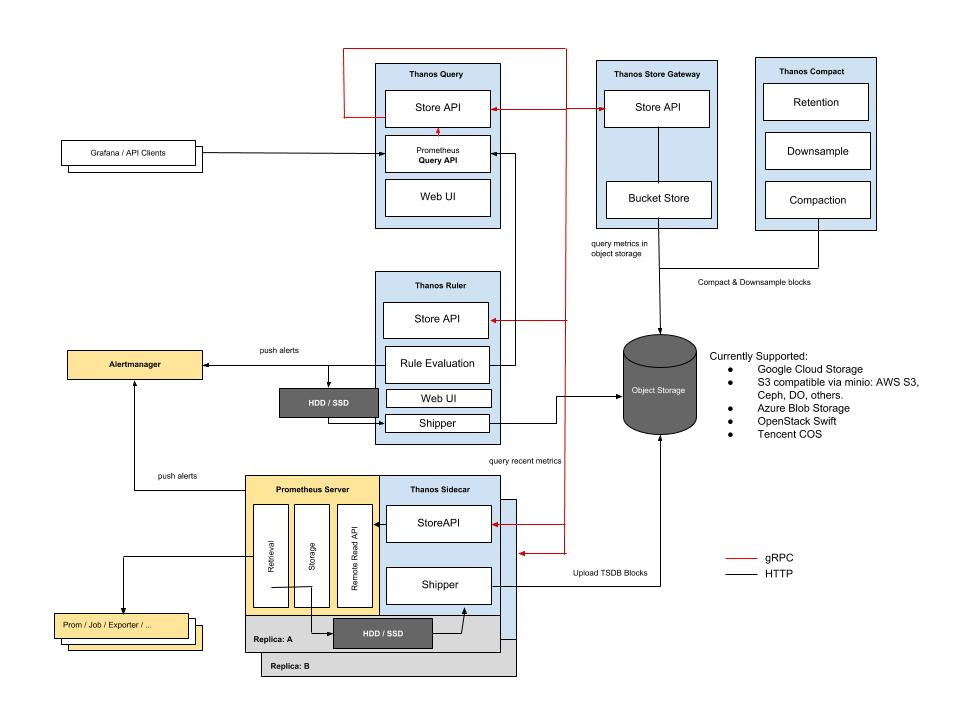 Thanos Query
Store API
Prometheus
Query API
Web UI
Grafana / API Clients
Thanos Store Gateway
Store API
Bucket Store
query metrics in
object storage
Thanos Compact
Retention
Downsample
Compaction
Compact & Downsample blocks
Thanos Ruler
Store API
Rule Evaluation
Web UI
Shipper
push alerts
Alertmanager
HDD / SSD
Object Storage
Currently Supported:
● Google Cloud Storage
● S3 compatible via minio: AWS S3,
Ceph, DO, others.
● Azure Blob Storage
● OpenStack Swift
● Tencent COS
query recent metrics
push alerts
Prometheus Server
Retrieval
Storage
Remote Read API
Thanos Sidecar
StoreAPI
Shipper
Upload TSDB Blocks
gRPC
HTTP
Prom / Job / Exporter / ...
HDD / SSD
Replica: A
Replica: B